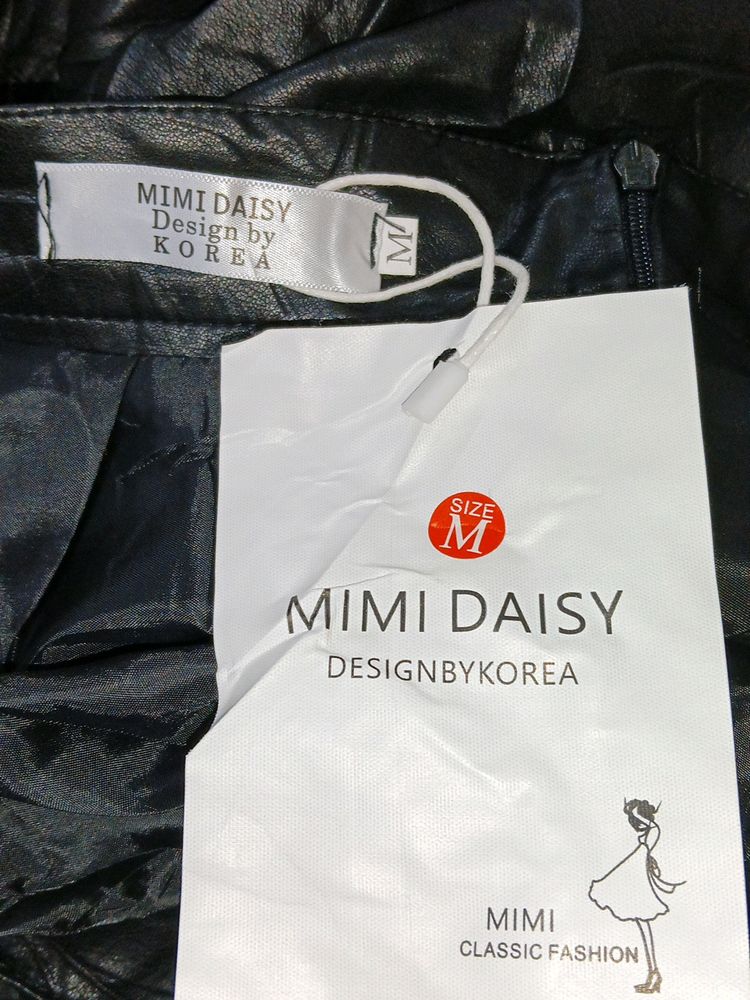 MIMI DAISY
Design by
KOREA
M
SIZE
M
MIMI DAISY
DESIGNBYKOREA
MIMI
CLASSIC FASHION